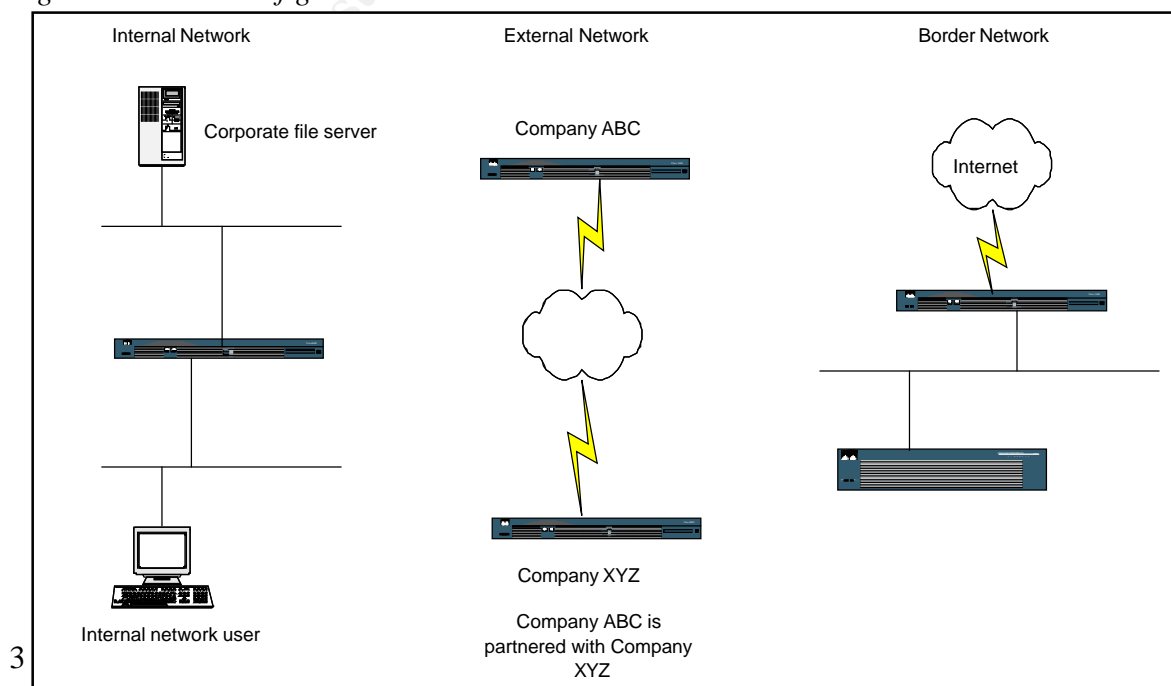 Internal Network
External Network
Border Network
Corporate file server
Company ABC
Internet
Company XYZ
Internal network user
Company ABC is
partnered with Company
XYZ
3